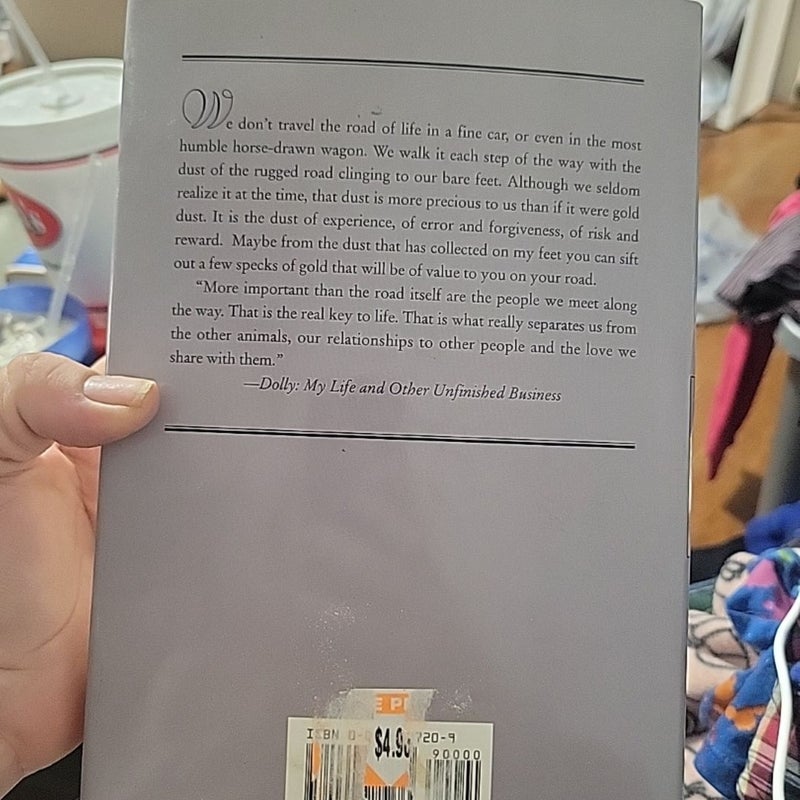 We don't travel the road of life in a fine car, or even in the most
humble horse-drawn wagon. We walk it each step of the way with the
dust of the rugged road clinging to our bare feet. Although we seldom
realize it at the time, that dust is more precious to us than if it were gold
dust. It is the dust of experience, of error and forgiveness, of risk and
reward. Maybe from the dust that has collected on my feet you can sift
out a few specks of gold that will be of value to you on your road.
“More important than the road itself are the people we meet along
the way. That is the real key to life. That is what really separates us from
the other animals, our relationships to other people and the love we
share with them.”
—Dolly: My Life and Other Unfinished Business
ISBN 0- 720-9
90000